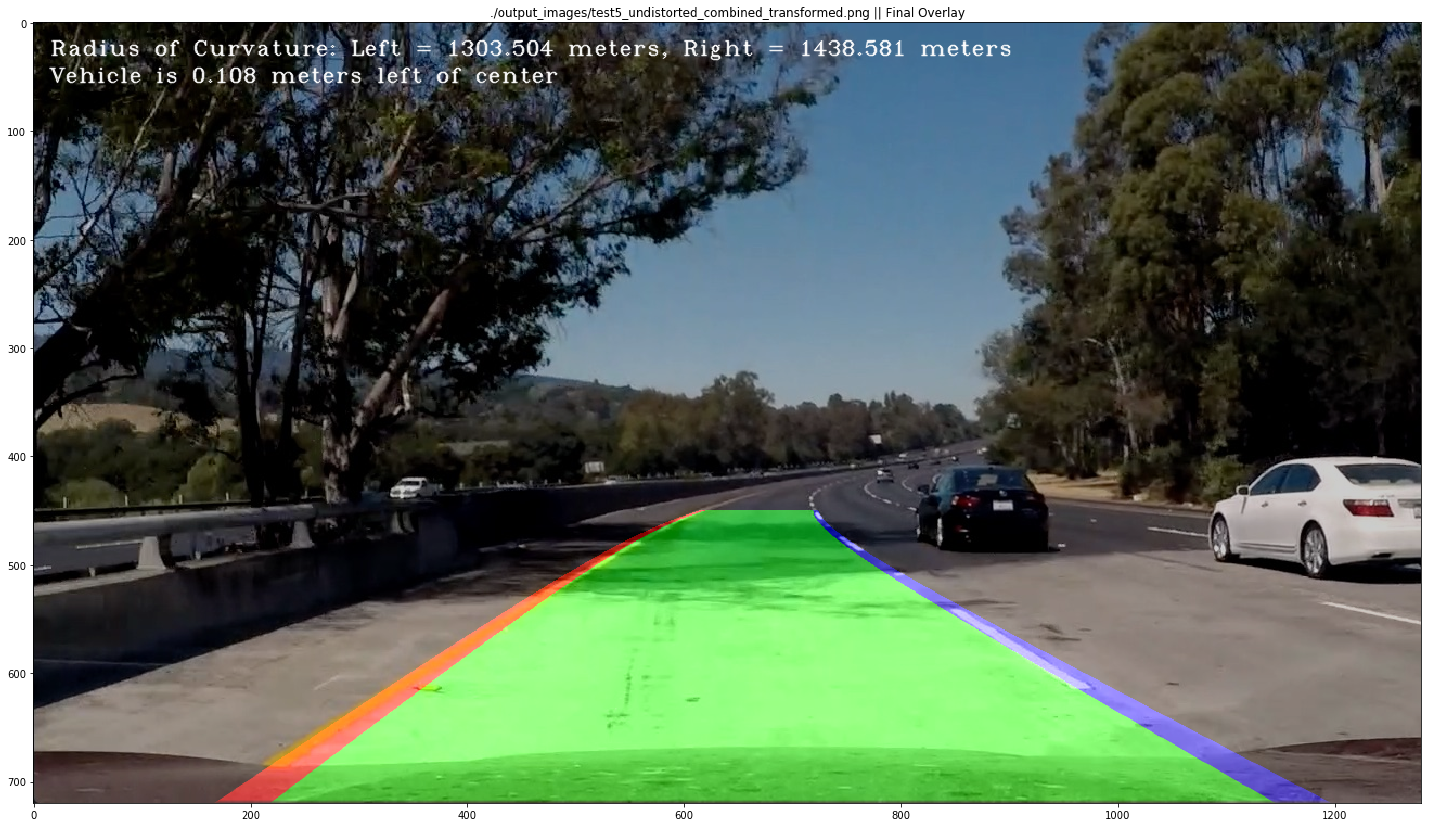 ./output_images/test5_undistorted_combined_transformed.png || Final Overlay
Radius of Curvature: Left = 1303.504 meters, Right = 1438.581 meters
Vehicle is 0.108 meters left of center
0
100
200
300
400
500
600
700
0 200 400 600 800 1000 1200